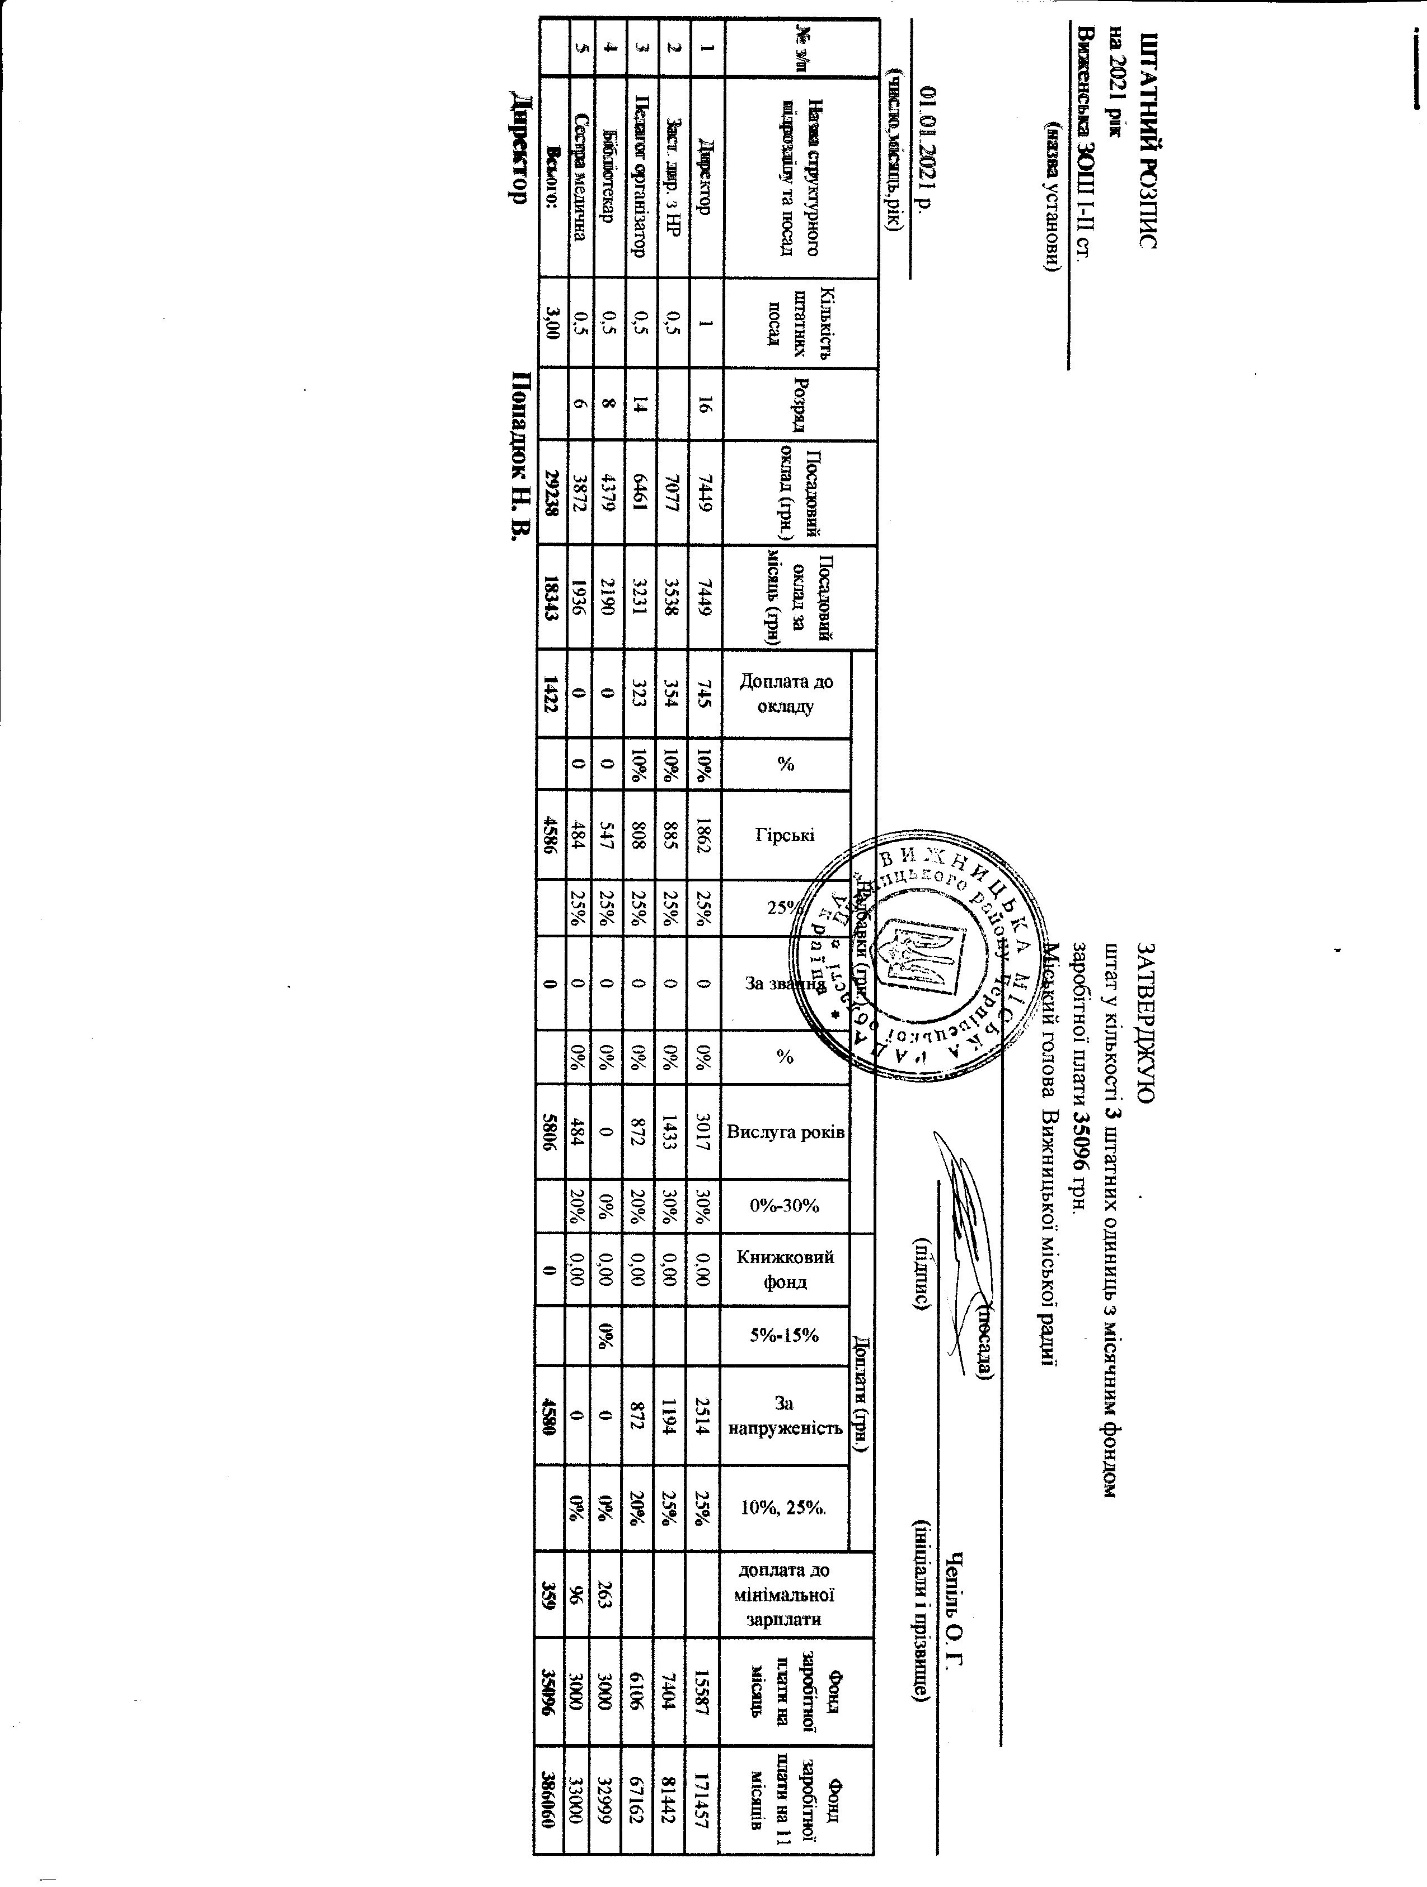 ШТАТНИЙ РОЗПИС
на 2021 рік
Виженська ЗОШ І-ІІ ст.
(назва установи)
ЗАТВЕРДЖУЮ
штат у кількості 3 штатних одиниць з місячним фондом
заробітної плати 35096 грн.
Міський голова Вижницької міської радиї
(посада)
Чепіль О. Г.
(підпис) (ініціали і прізвище)
01.01.2021 р.
(число,місяць,рік)
ВИЖНИЦЬКА МІСЬКА РАДА
№ з/п Назва структурного підрозділу та посад Кількість штатних посад Розряд Посадовий оклад (грн.) Посадовий оклад за місяць (грн) Надбавки (грн.) Доплати (грн.) доплата до мінімальної зарплати Фонд заробітної плати на місяць Фонд заробітної плати на 11 місяців
Доплата до окладу % Гірські 25% За звання % Вислуга років 0%-30% Книжковий фонд 5%-15% За напруженість 10%, 25%.
1 Директор 1 16 7449 7449 745 10% 1862 25% 0 0% 3017 30% 0,00 2514 25% 15587 171457
2 Заст. дир. з НР 0,5 7077 3538 354 10% 885 25% 0 0% 1433 30% 0,00 1194 25% 7404 81442
3 Педагог організатор 0,5 14 6461 3231 323 10% 808 25% 0 0% 872 20% 0,00 872 20% 6106 67162
4 Бібліотекар 0,5 8 4379 2190 0 0 547 25% 0 0% 0 0% 0,00 0% 0 0% 263 3000 32999
5 Сестра медична 0,5 6 3872 1936 0 0 484 25% 0 0% 484 20% 0,00 0 0% 96 3000 33000
Всього: 3,00 29238 18343 1422 4586 0 5806 0 4580 359 35096 386060
Директор Попадюк Н. В.